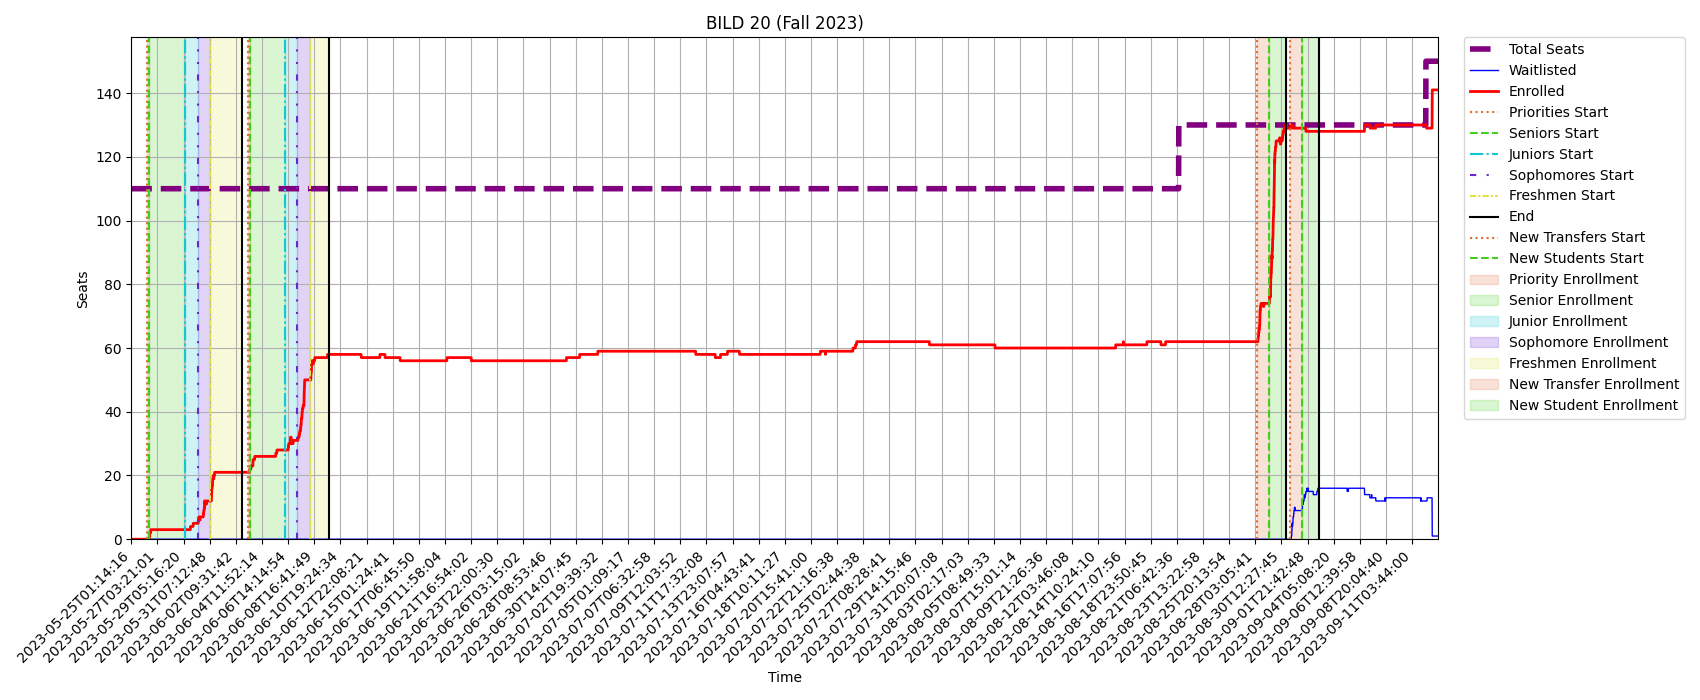 BILD 20 (Fall 2023)
Seats
140
120
100
80
60
40
20
0
2023-05-25T01:14:16
2023-05-27T03:21:01
2023-05-29T05:16:20
2023-05-31T07:12:48
2023-06-02T09:31:42
2023-06-04T11:52:14
2023-06-06T14:14:54
2023-06-08T16:41:49
2023-06-10T19:24:34
2023-06-12T22:08:21
2023-06-15T01:24:41
2023-06-17T06:45:50
2023-06-19T11:58:04
2023-06-21T16:54:02
2023-06-23T22:00:30
2023-06-26T03:15:02
2023-06-28T08:53:46
2023-06-30T14:07:45
2023-07-02T19:39:32
2023-07-05T01:09:17
2023-07-07T06:32:58
2023-07-09T12:03:52
2023-07-11T17:32:08
2023-07-13T23:07:57
2023-07-16T04:43:41
2023-07-18T10:11:27
2023-07-20T15:41:00
2023-07-22T21:16:38
2023-07-25T02:44:38
2023-07-27T08:28:41
2023-07-29T14:15:46
2023-07-31T20:07:08
2023-08-03T02:17:03
2023-08-05T08:49:33
2023-08-07T15:01:14
2023-08-09T21:26:36
2023-08-12T03:46:08
2023-08-14T10:24:10
2023-08-16T17:07:56
2023-08-18T23:50:45
2023-08-21T06:42:36
2023-08-23T13:22:58
2023-08-25T20:13:54
2023-08-28T03:05:41
2023-08-30T12:27:45
2023-09-01T21:42:48
2023-09-04T05:08:20
2023-09-06T12:39:58
2023-09-08T20:04:40
2023-09-11T03:44:00
Time
Total Seats
Waitlisted
Enrolled
Priorities Start
Seniors Start
Juniors Start
Sophomores Start
Freshmen Start
End
New Transfers Start
New Students Start
Priority Enrollment
Senior Enrollment
Junior Enrollment
Sophomore Enrollment
Freshmen Enrollment
New Transfer Enrollment
New Student Enrollment